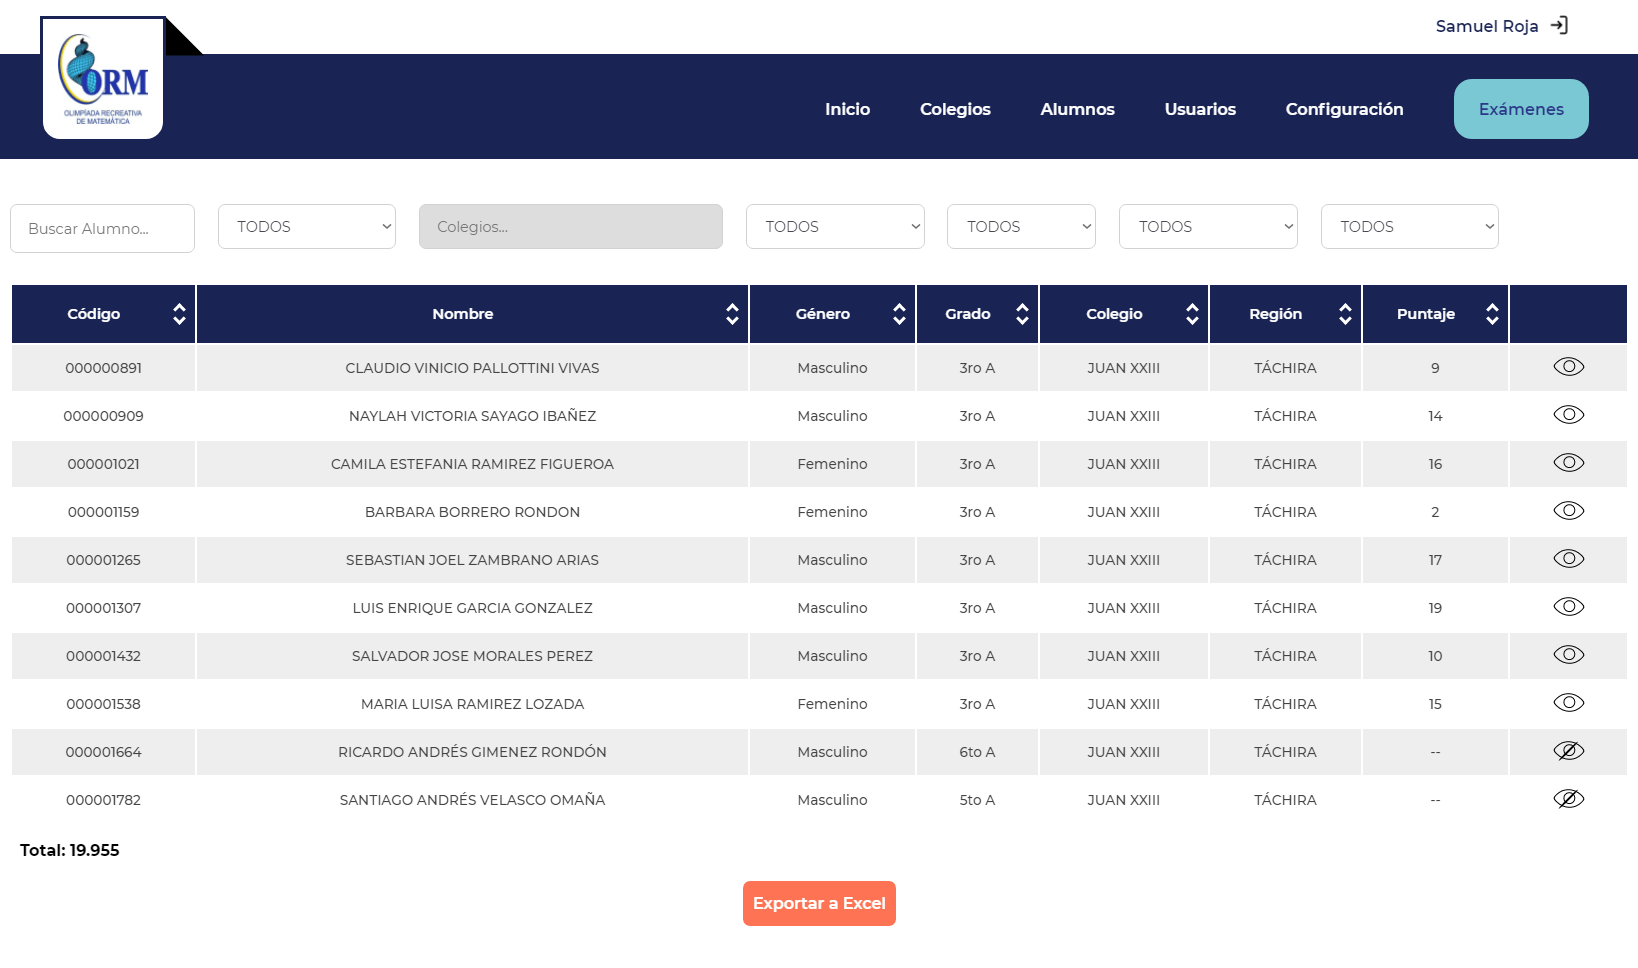 Samuel Roja
ORM
OLIMPÍADA RECREATIVA
DE MATEMÁTICA
Inicio Colegios Alumnos Usuarios Configuración Exámenes
Buscar Alumno... TODOS Colegios... TODOS TODOS TODOS TODOS
Código Nombre Género Grado Colegio Región Puntaje
000000891 CLAUDIO VINICIO PALLOTTINI VIVAS Masculino 3ro A JUAN XXIII TÁCHIRA 9
000000909 NAYLAH VICTORIA SAYAGO IBAÑEZ Masculino 3ro A JUAN XXIII TÁCHIRA 14
000001021 CAMILA ESTEFANIA RAMIREZ FIGUEROA Femenino 3ro A JUAN XXIII TÁCHIRA 16
000001159 BARBARA BORRERO RONDON Femenino 3ro A JUAN XXIII TÁCHIRA 2
000001265 SEBASTIAN JOEL ZAMBRANO ARIAS Masculino 3ro A JUAN XXIII TÁCHIRA 17
000001307 LUIS ENRIQUE GARCIA GONZALEZ Masculino 3ro A JUAN XXIII TÁCHIRA 19
000001432 SALVADOR JOSE MORALES PEREZ Masculino 3ro A JUAN XXIII TÁCHIRA 10
000001538 MARIA LUISA RAMIREZ LOZADA Femenino 3ro A JUAN XXIII TÁCHIRA 15
000001664 RICARDO ANDRÉS GIMENEZ RONDÓN Masculino 6to A JUAN XXIII TÁCHIRA --
000001782 SANTIAGO ANDRÉS VELASCO OMAÑA Masculino 5to A JUAN XXIII TÁCHIRA --
Total: 19.955
Exportar a Excel